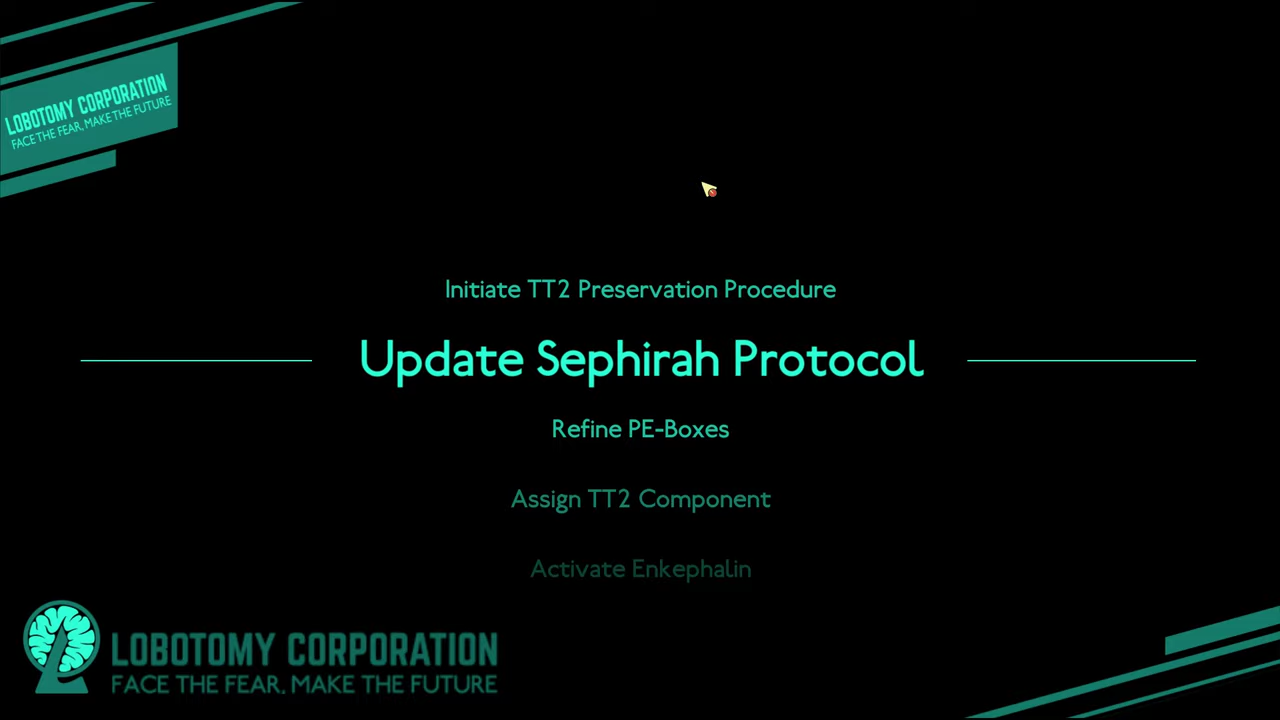 LOBOTOMY CORPORATION
FACE THE FEAR, MAKE THE FUTURE
Initiate TT2 Preservation Procedure
Update Sephirah Protocol
Refine PE-Boxes
Assign TT2 Component
Activate Enkephalin
LOBOTOMY CORPORATION
FACE THE FEAR, MAKE THE FUTURE